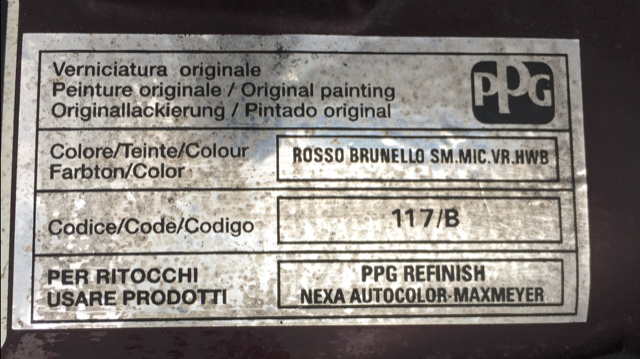 Verniciatura originale
Peinture originale / Original painting
Originallackierung / Pintado original
PPG
Colore/Teinte/Colour
Farbton/Color
ROSSO BRUNELLO SM.MIC.VR.HWB
Codice/Code/Codigo
117/B
PER RITOCCHI
USARE PRODOTTI
PPG REFINISH
NEXA AUTOCOLOR-MAXMEYER